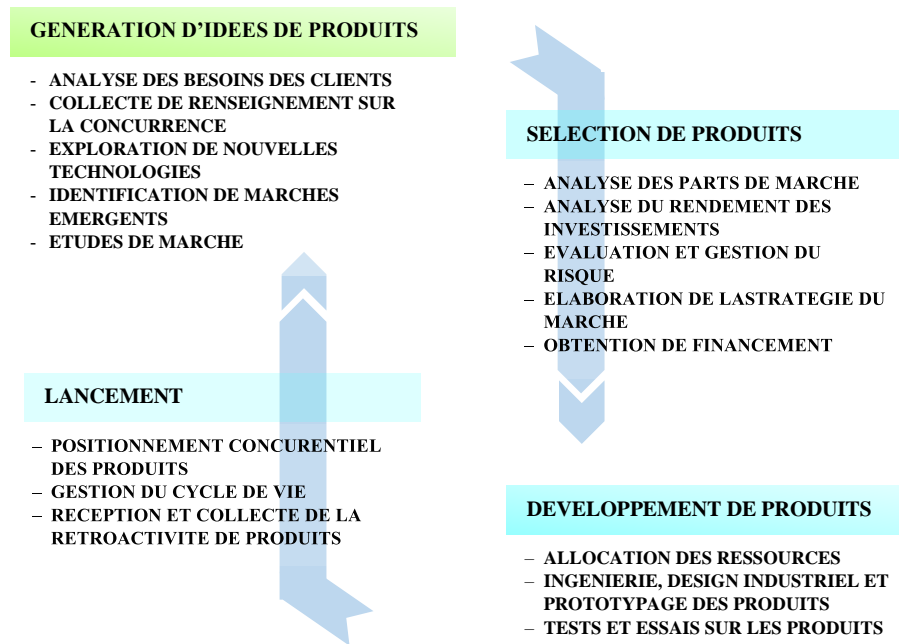 GENERATION D’IDEES DE PRODUITS
- ANALYSE DES BESOINS DES CLIENTS
- COLLECTE DE RENSEIGNEMENT SUR
LA CONCURRENCE
- EXPLORATION DE NOUVELLES
TECHNOLOGIES
- IDENTIFICATION DE MARCHES
EMERGENTS
- ETUDES DE MARCHE
SELECTION DE PRODUITS
– ANALYSE DES PARTS DE MARCHE
– ANALYSE DU RENDEMENT DES
INVESTISSEMENTS
– EVALUATION ET GESTION DU
RISQUE
– ELABORATION DE LASTRATEGIE DU
MARCHE
– OBTENTION DE FINANCEMENT
LANCEMENT
– POSITIONNEMENT CONCURENTIEL
DES PRODUITS
– GESTION DU CYCLE DE VIE
– RECEPTION ET COLLECTE DE LA
RETROACTIVITE DE PRODUITS
DEVELOPPEMENT DE PRODUITS
– ALLOCATION DES RESSOURCES
– INGENIERIE, DESIGN INDUSTRIEL ET
PROTOTYPAGE DES PRODUITS
– TESTS ET ESSAIS SUR LES PRODUITS